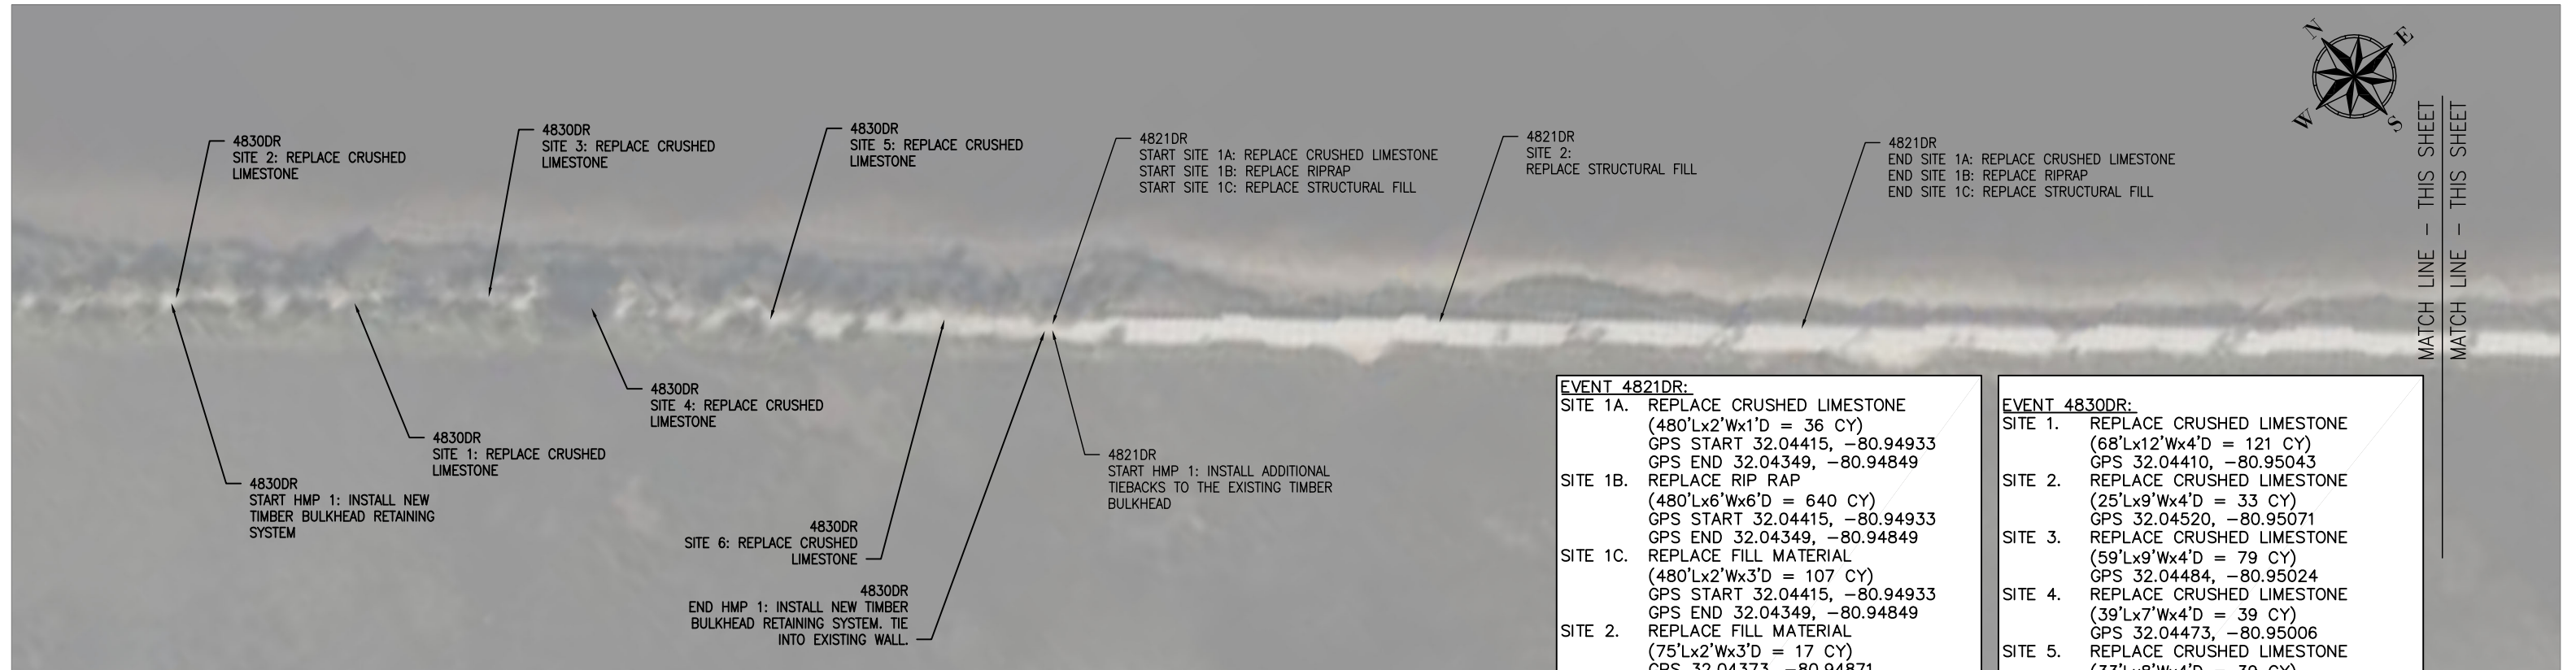 N
E
W
S
4830DR
SITE 2: REPLACE CRUSHED
LIMESTONE
4830DR
SITE 3: REPLACE CRUSHED
LIMESTONE
4830DR
SITE 5: REPLACE CRUSHED
LIMESTONE
4821DR
START SITE 1A: REPLACE CRUSHED LIMESTONE
START SITE 1B: REPLACE RIPRAP
START SITE 1C: REPLACE STRUCTURAL FILL
4821DR
SITE 2:
REPLACE STRUCTURAL FILL
4821DR
END SITE 1A: REPLACE CRUSHED LIMESTONE
END SITE 1B: REPLACE RIPRAP
END SITE 1C: REPLACE STRUCTURAL FILL
MATCH LINE - THIS SHEET
MATCH LINE - THIS SHEET
4830DR
START HMP 1: INSTALL NEW
TIMBER BULKHEAD RETAINING
SYSTEM
4830DR
SITE 1: REPLACE CRUSHED
LIMESTONE
4830DR
SITE 4: REPLACE CRUSHED
LIMESTONE
4830DR
SITE 6: REPLACE CRUSHED
LIMESTONE
4830DR
END HMP 1: INSTALL NEW TIMBER
BULKHEAD RETAINING SYSTEM. TIE
INTO EXISTING WALL.
4821DR
START HMP 1: INSTALL ADDITIONAL
TIEBACKS TO THE EXISTING TIMBER
BULKHEAD
EVENT 4821DR:
SITE 1A. REPLACE CRUSHED LIMESTONE
(480'Lx2'Wx1'D = 36 CY)
GPS START 32.04415, -80.94933
GPS END 32.04349, -80.94849
SITE 1B. REPLACE RIP RAP
(480'Lx6'Wx6'D = 640 CY)
GPS START 32.04415, -80.94933
GPS END 32.04349, -80.94849
SITE 1C. REPLACE FILL MATERIAL
(480'Lx2'Wx3'D = 107 CY)
GPS START 32.04415, -80.94933
GPS END 32.04349, -80.94849
SITE 2. REPLACE FILL MATERIAL
(75'Lx2'Wx3'D = 17 CY)
GPS 32.04373, -80.94871
EVENT 4830DR:
SITE 1. REPLACE CRUSHED LIMESTONE
(68'Lx12'Wx4'D = 121 CY)
GPS 32.04410, -80.95043
SITE 2. REPLACE CRUSHED LIMESTONE
(25'Lx9'Wx4'D = 33 CY)
GPS 32.04520, -80.95071
SITE 3. REPLACE CRUSHED LIMESTONE
(59'Lx9'Wx4'D = 79 CY)
GPS 32.04484, -80.95024
SITE 4. REPLACE CRUSHED LIMESTONE
(39'Lx7'Wx4'D = 39 CY)
GPS 32.04473, -80.95006
SITE 5. REPLACE CRUSHED LIMESTONE